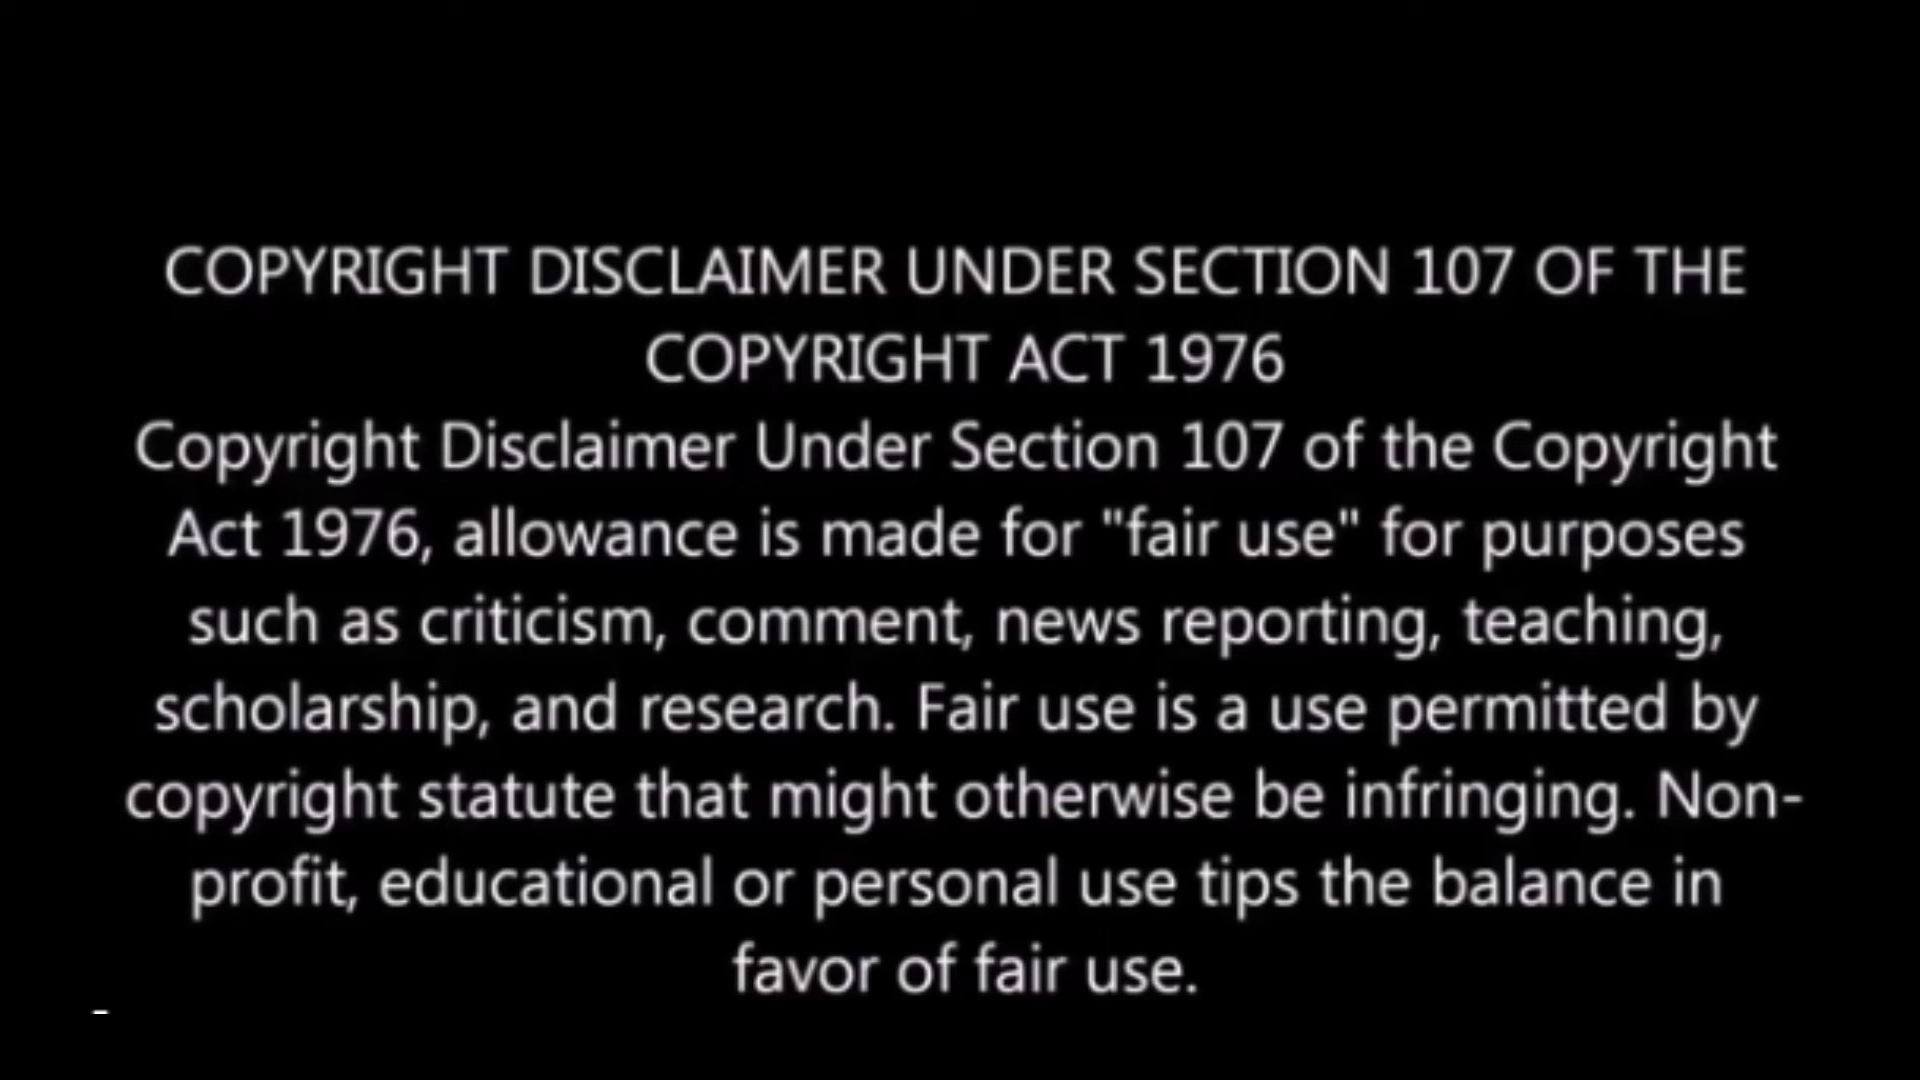 COPYRIGHT DISCLAIMER UNDER SECTION 107 OF THE
COPYRIGHT ACT 1976
Copyright Disclaimer Under Section 107 of the Copyright
Act 1976, allowance is made for "fair use" for purposes
such as criticism, comment, news reporting, teaching,
scholarship, and research. Fair use is a use permitted by
copyright statute that might otherwise be infringing. Non-
profit, educational or personal use tips the balance in
favor of fair use.